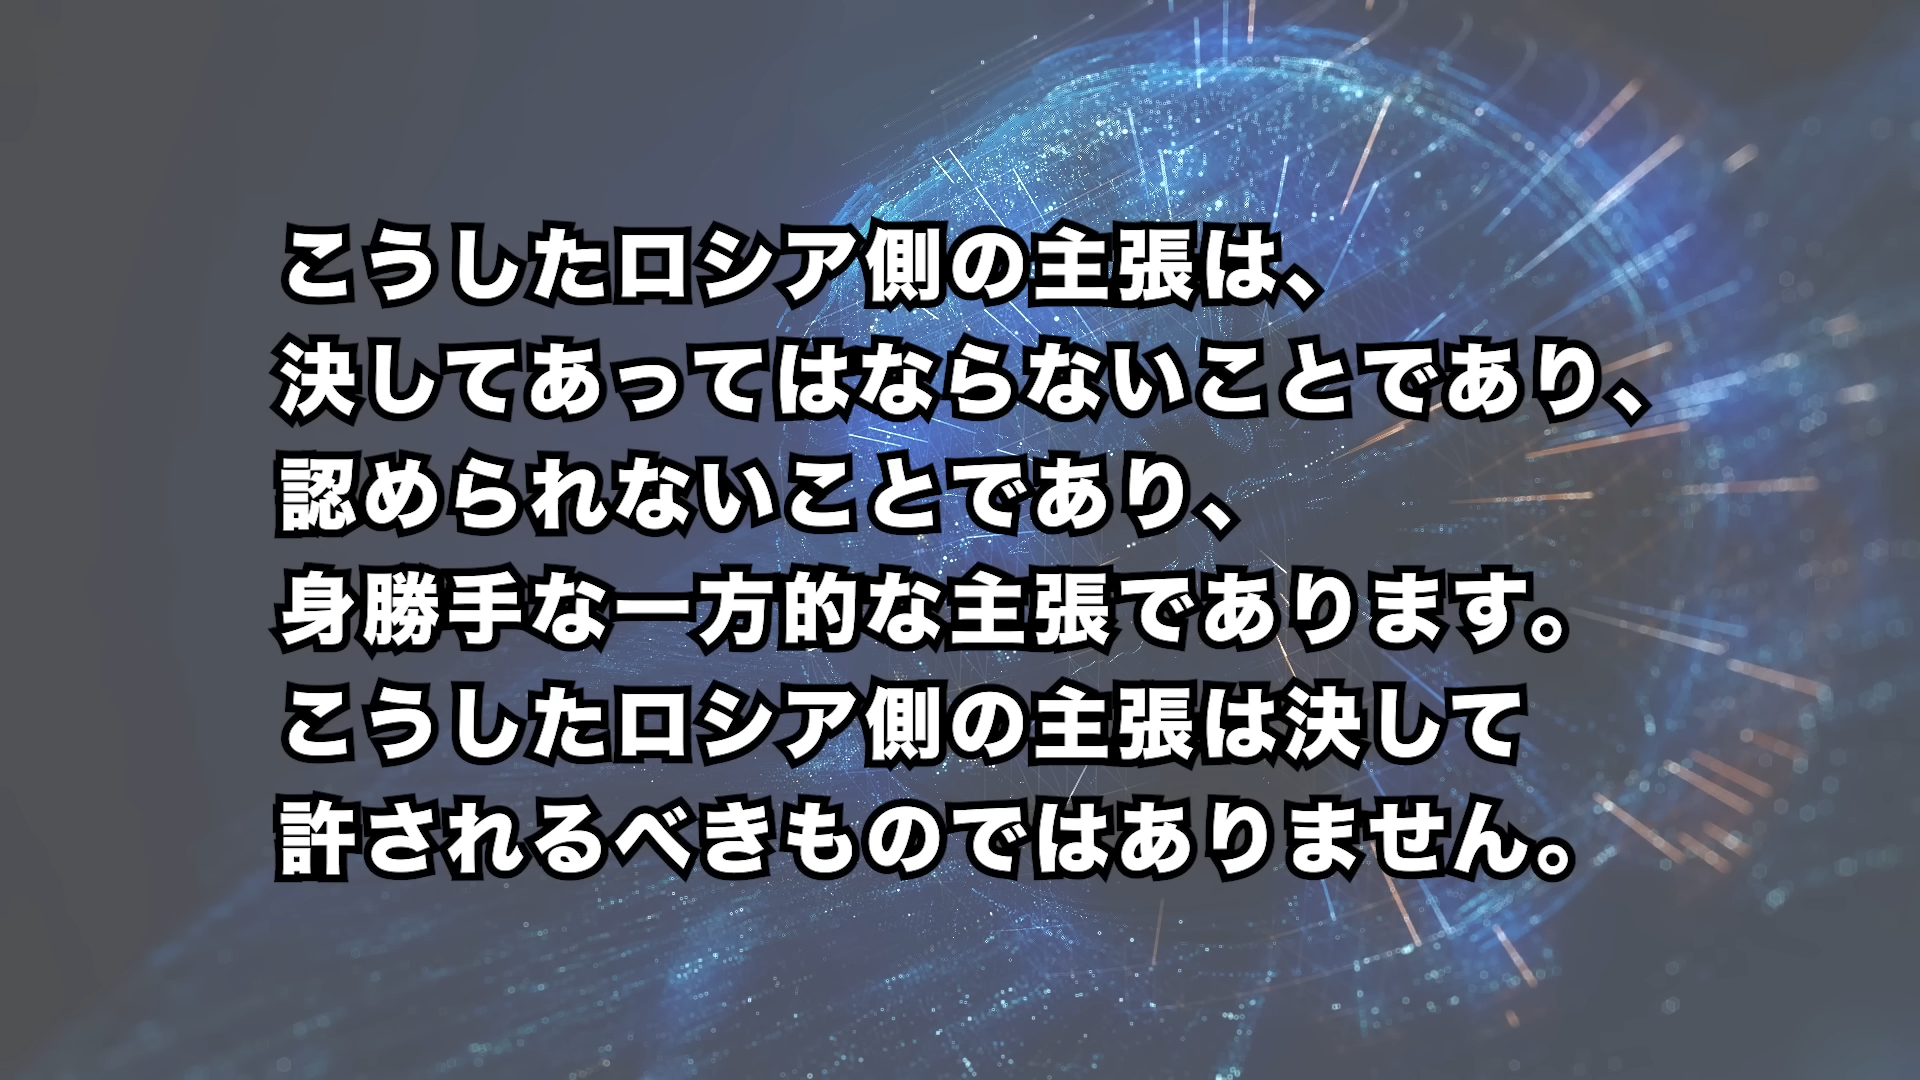 こうしたロシア側の主張は、
決してあってはならないことであり、
認められないことであり、
身勝手な一方的な主張であります。
こうしたロシア側の主張は決して
許されるべきものではありません。